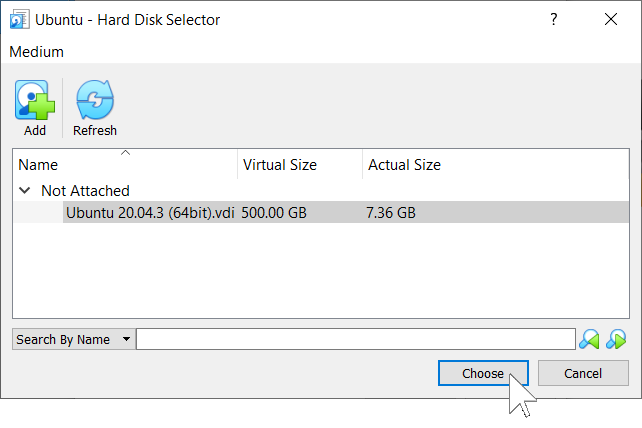 Ubuntu - Hard Disk Selector ?
Medium
Add Refresh
Name Virtual Size Actual Size
Not Attached
Ubuntu 20.04.3 (64bit).vdi 500.00 GB 7.36 GB
Search By Name
Choose Cancel